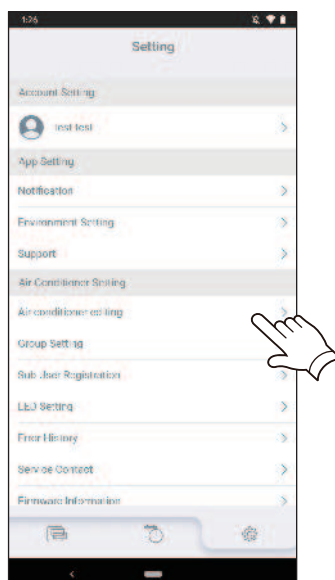 1:26
Setting
Account Setting
test test
App Setting
Notification
Environment Setting
Support
Air Conditioner Setting
Air conditioner editing
Group Setting
Sub User Registration
LED Setting
Error History
Service Contact
Firmware Information